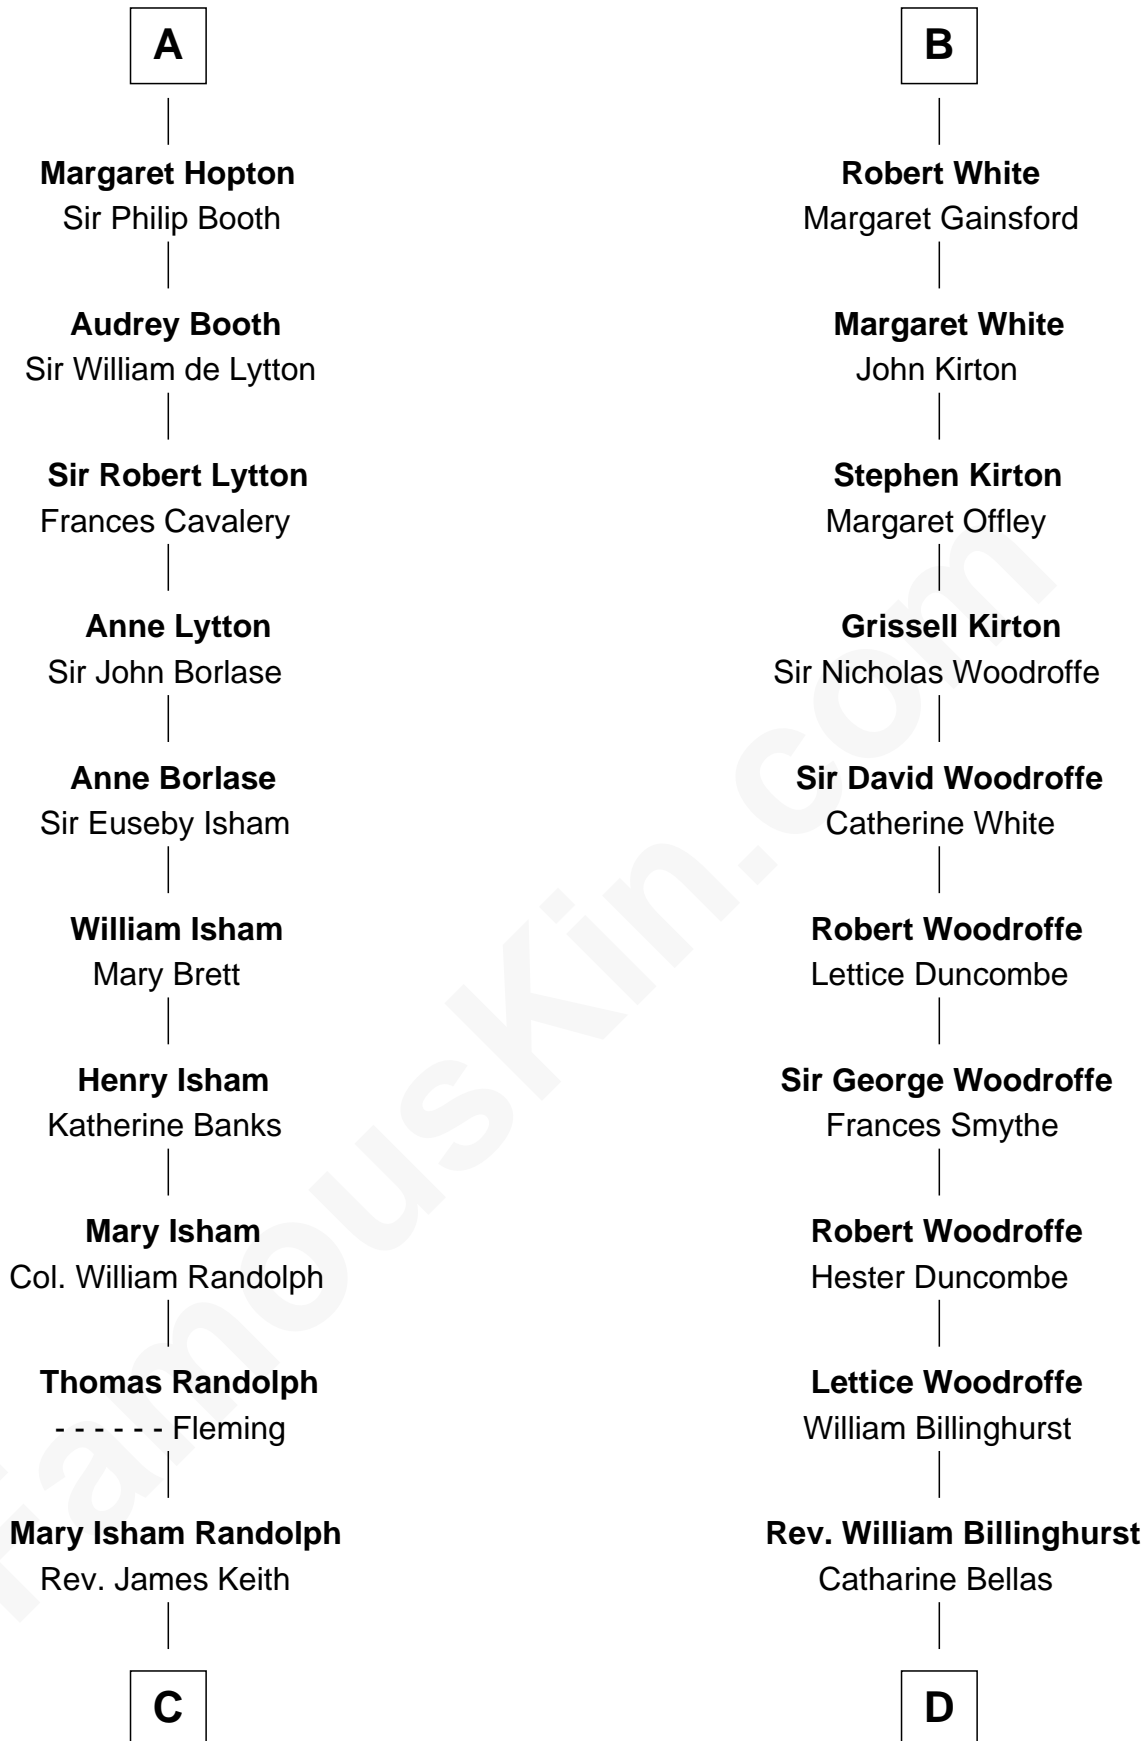 A
Margaret Hopton
Sir Philip Booth
Audrey Booth
Sir William de Lytton
Sir Robert Lytton
Frances Cavalery
Anne Lytton
Sir John Borlase
Anne Borlase
Sir Euseby Isham
William Isham
Mary Brett
Henry Isham
Katherine Banks
Mary Isham
Col. William Randolph
Thomas Randolph
- - - - - - Fleming
Mary Isham Randolph
Rev. James Keith
C
B
Robert White
Margaret Gainsford
Margaret White
John Kirton
Stephen Kirton
Margaret Offley
Grissell Kirton
Sir Nicholas Woodroffe
Sir David Woodroffe
Catherine White
Robert Woodroffe
Lettice Duncombe
Sir George Woodroffe
Frances Smythe
Robert Woodroffe
Hester Duncombe
Lettice Woodroffe
William Billinghurst
Rev. William Billinghurst
Catharine Bellas
D
FamousKin.com